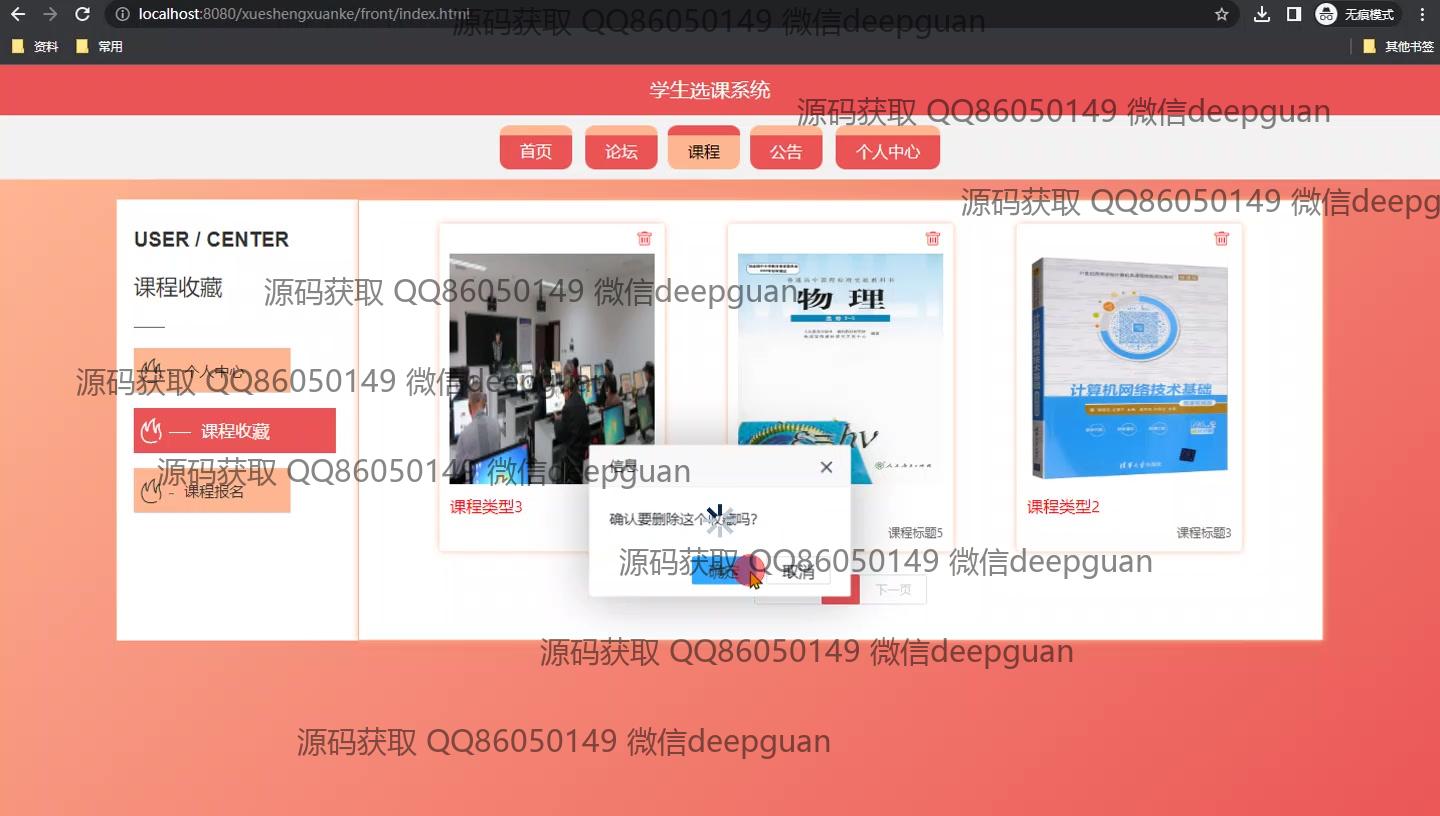 localhost:8080/xueshengxuanke/front/index.html
无痕模式
资料
常用
其他书签
源码获取 QQ86050149 微信deepguan
学生选课系统
源码获取 QQ86050149 微信deepguan
首页
论坛
课程
公告
个人中心
源码获取 QQ86050149 微信deepg
USER / CENTER
课程收藏
源码获取 QQ86050149 微信deepguan
物 理
计算机网络技术基础
清华大学出版社
- 个人中心
源码获取 QQ86050149 微信deepguan
课程收藏
源码获取 QQ86050149 微信deepguan
- 课程报名
课程类型3
课程类型2
课程标题5
课程标题3
信息
确认要删除这个收藏吗?
确定
取消
源码获取 QQ86050149 微信deepguan
下一页
源码获取 QQ86050149 微信deepguan
源码获取 QQ86050149 微信deepguan